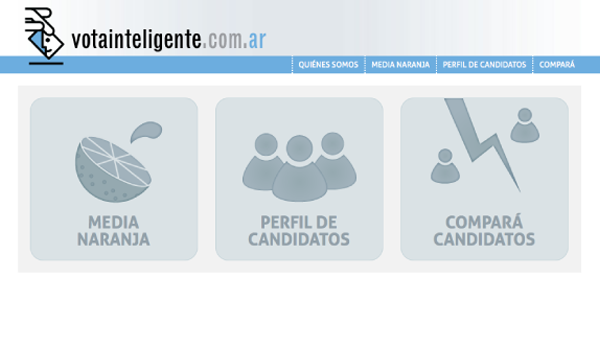 votainteligente.com.ar
QUIÉNES SOMOS
MEDIA NARANJA
PERFIL DE CANDIDATOS
COMPARÁ
MEDIA
NARANJA
PERFIL DE
CANDIDATOS
COMPARÁ
CANDIDATOS